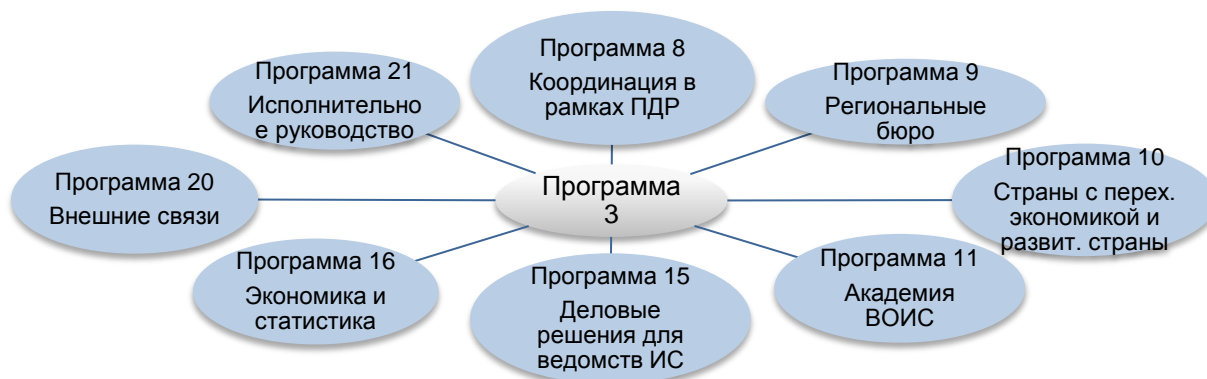 Программа 8
Координация в
рамках ПДР
Программа 21
Исполнительно
е руководство
Программа 9
Региональные
бюро
Программа 20
Внешние связи
Программа
3
Программа 10
Страны с перех.
экономикой и
развит. страны
Программа 16
Экономика и
статистика
Программа 15
Деловые
решения для
ведомств ИС
Программа 11
Академия
ВОИС